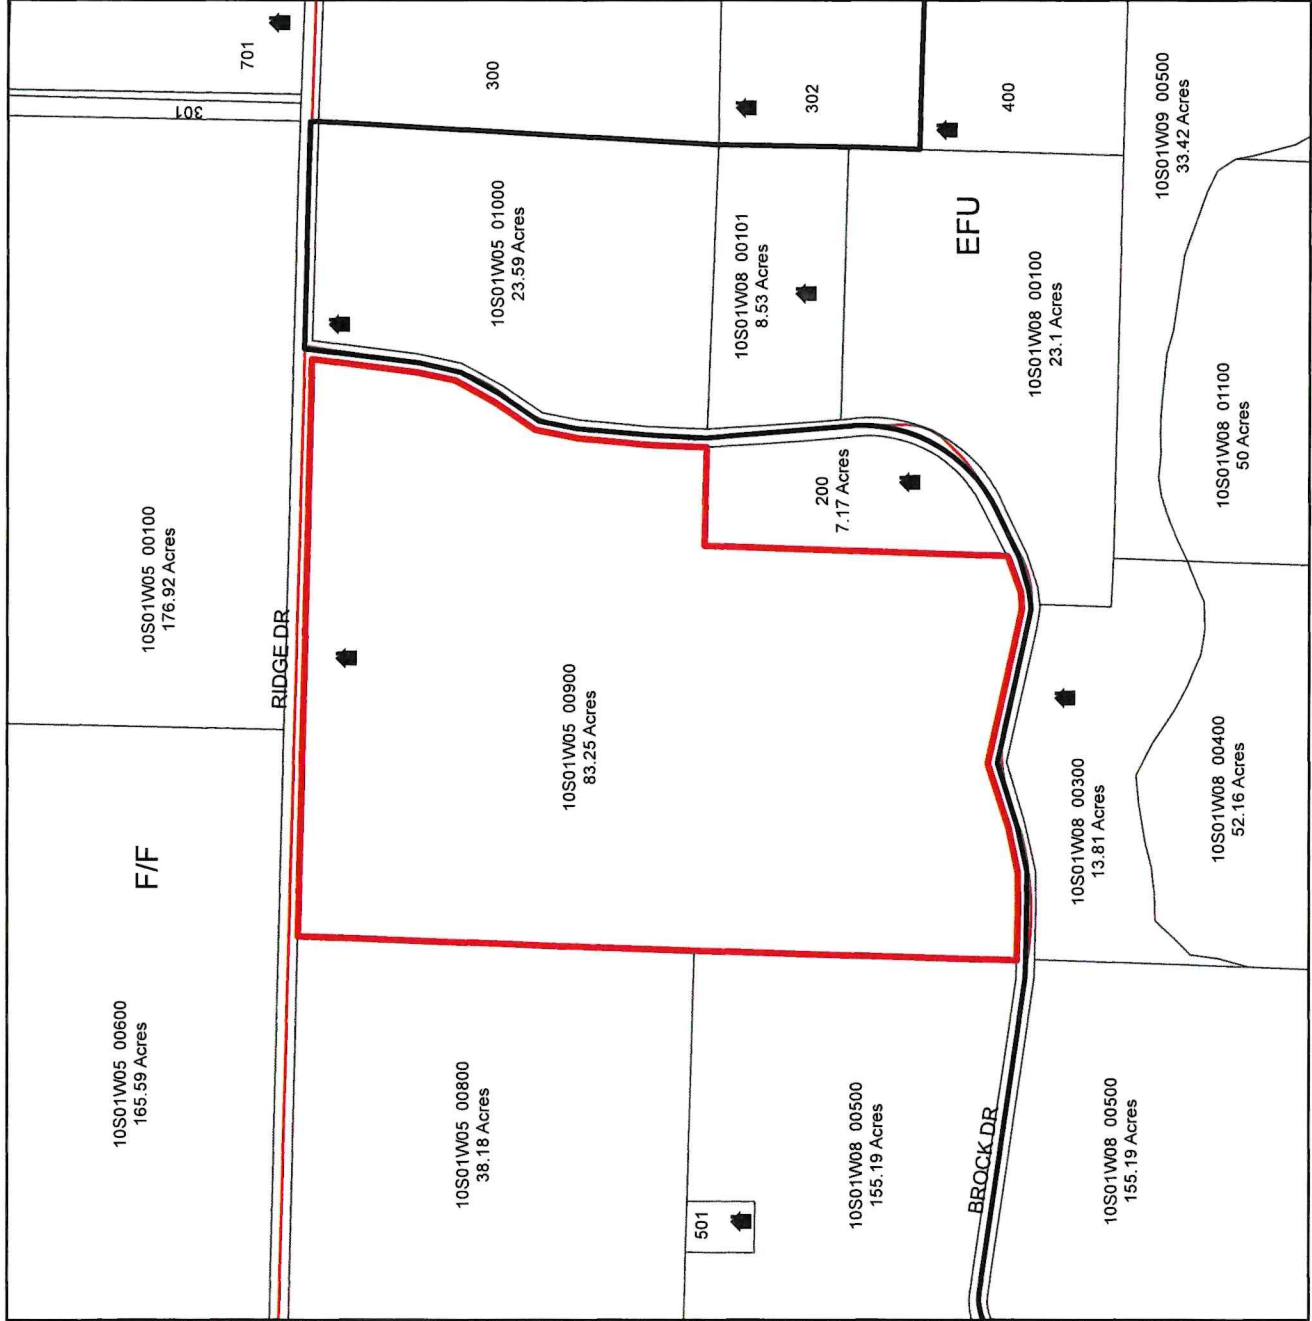 701
301
300
302
400
10S01W09 00500
33.42 Acres
10S01W05 01000
23.59 Acres
10S01W08 00101
8.53 Acres
EFU
10S01W08 00100
23.1 Acres
10S01W08 01100
50 Acres
200
7.17 Acres
10S01W05 00100
176.92 Acres
RIDGE DR
10S01W05 00900
83.25 Acres
10S01W08 00300
13.81 Acres
10S01W08 00400
52.16 Acres
F/F
10S01W05 00600
165.59 Acres
10S01W05 00800
38.18 Acres
501
10S01W08 00500
155.19 Acres
BROCK DR
10S01W08 00500
155.19 Acres